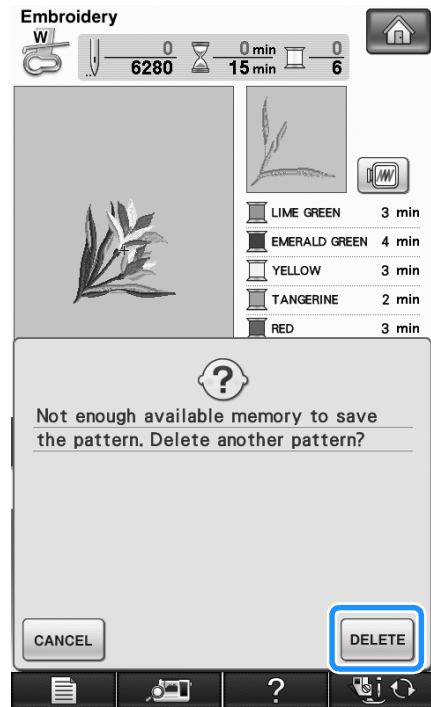 Embroidery
W
0
6280
0 min
15 min
0
6
LIME GREEN 3 min
EMERALD GREEN 4 min
YELLOW 3 min
TANGERINE 2 min
RED 3 min
?
Not enough available memory to save
the pattern. Delete another pattern?
CANCEL
DELETE
?